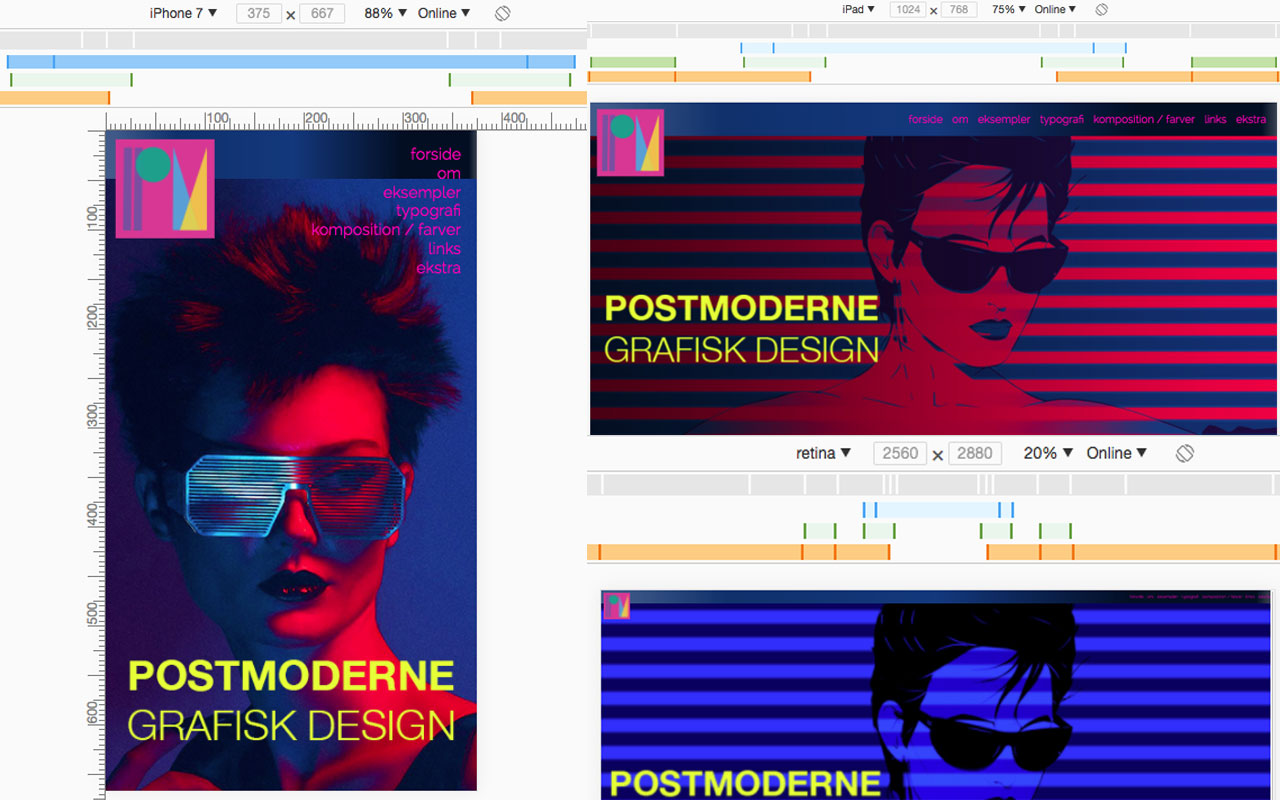 iPhone 7 ▼ 375 × 667 88% ▼ Online ▼
|100 |200 |300 |400
|100
|200
|300
|400
|500
|600
forside
om
eksempler
typografi
komposition / farver
links
ekstra
POSTMODERNE
GRAFISK DESIGN
iPad ▼ 1024 × 768 75% ▼ Online ▼
forside om eksempler typografi komposition / farver links ekstra
POSTMODERNE
GRAFISK DESIGN
retina ▼ 2560 × 2880 20% ▼ Online ▼
forside om eksempler typografi komposition / farver links
POSTMODERNE